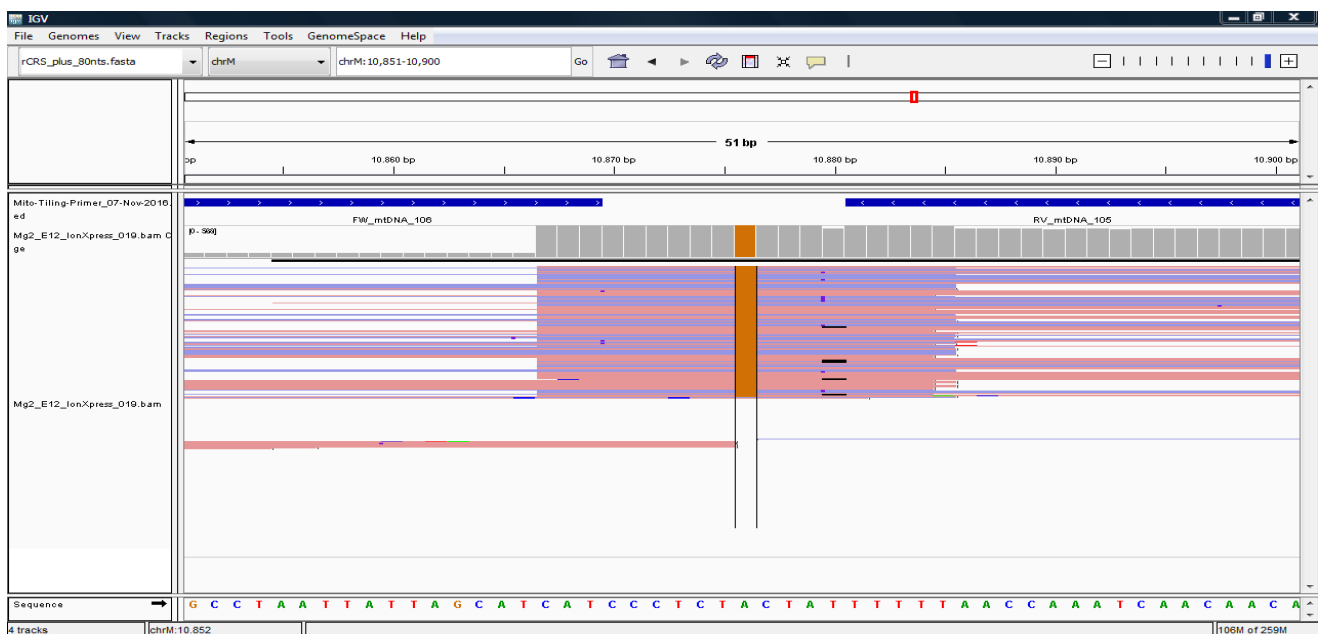 IGV
File Genomes View Tracks Regions Tools GenomeSpace Help
rCRS_plus_80nts.fasta chrM chrM:10,851-10,900 Go
51 bp
bp 10.860 bp 10.870 bp 10.880 bp 10.890 bp 10.900 bp
Mito-Tiling-Primer_07-Nov-2016.
ed
FW_mtDNA_106 RV_mtDNA_105
Mg2_E12_IonXpress_019.bam C
ge
[0 - 568]
Mg2_E12_IonXpress_019.bam
Sequence G C C T A A T T A T T A G C A T C A T C C C T C T A C T A T T T T T T A A C C A A A T C A A C A A C A
4 tracks chrM:10.852 106M of 259M